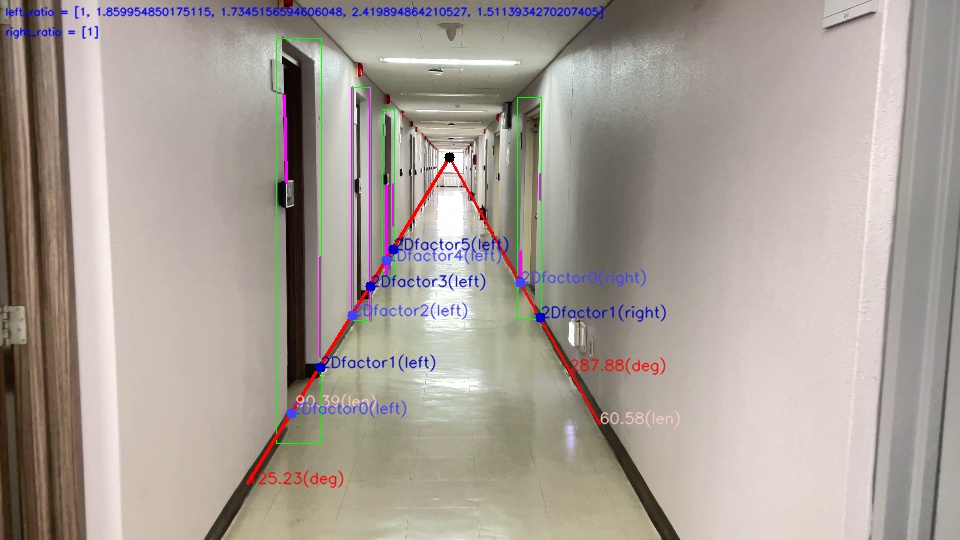 left_ratio = [1, 1.859954850175115, 1.7345156594606048, 2.419894864210527, 1.5113934270207405]
right_ratio = [1]
2Dfactor5(left)
2Dfactor4(left)
2Dfactor3(left)
2Dfactor0(right)
2Dfactor2(left)
2Dfactor1(right)
2Dfactor1(left)
287.88(deg)
90.39(len)
2Dfactor0(left)
60.58(len)
25.23(deg)